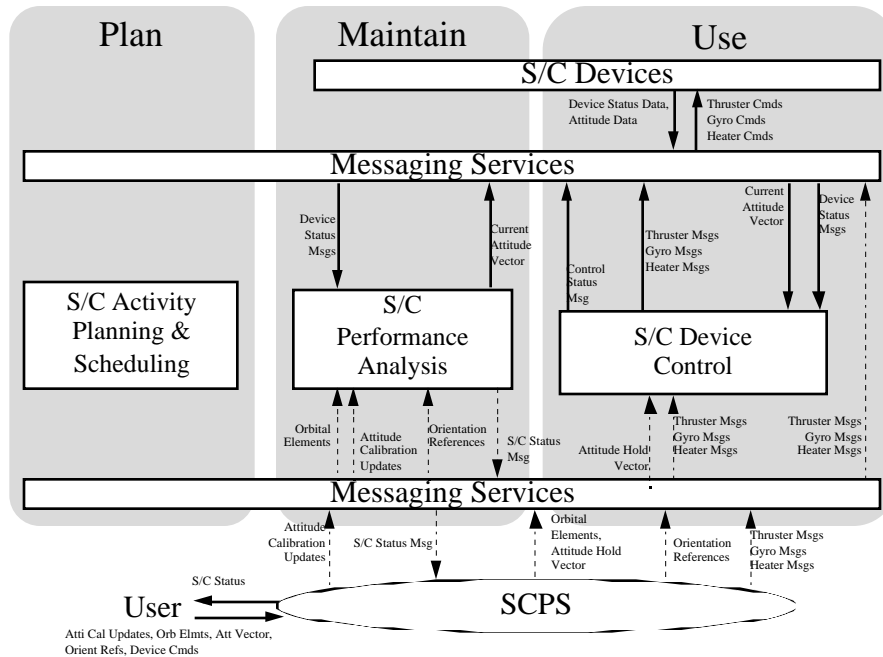 Plan
Maintain
Use
S/C Devices
Device Status Data,
Attitude Data
Thruster Cmds
Gyro Cmds
Heater Cmds
Messaging Services
Device
Status
Msgs
Current
Attitude
Vector
Control
Status
Msg
Thruster Msgs
Gyro Msgs
Heater Msgs
Current
Attitude
Vector
Device
Status
Msgs
S/C Activity
Planning &
Scheduling
S/C
Performance
Analysis
S/C Device
Control
Orbital
Elements
Attitude
Calibration
Updates
Orientation
References
S/C Status
Msg
Attitude Hold
Vector
Thruster Msgs
Gyro Msgs
Heater Msgs
Thruster Msgs
Gyro Msgs
Heater Msgs
Messaging Services
Attitude
Calibration
Updates
S/C Status Msg
Orbital
Elements,
Attitude Hold
Vector
Orientation
References
Thruster Msgs
Gyro Msgs
Heater Msgs
S/C Status
User
SCPS
Atti Cal Updates, Orb Elmts, Att Vector,
Orient Refs, Device Cmds